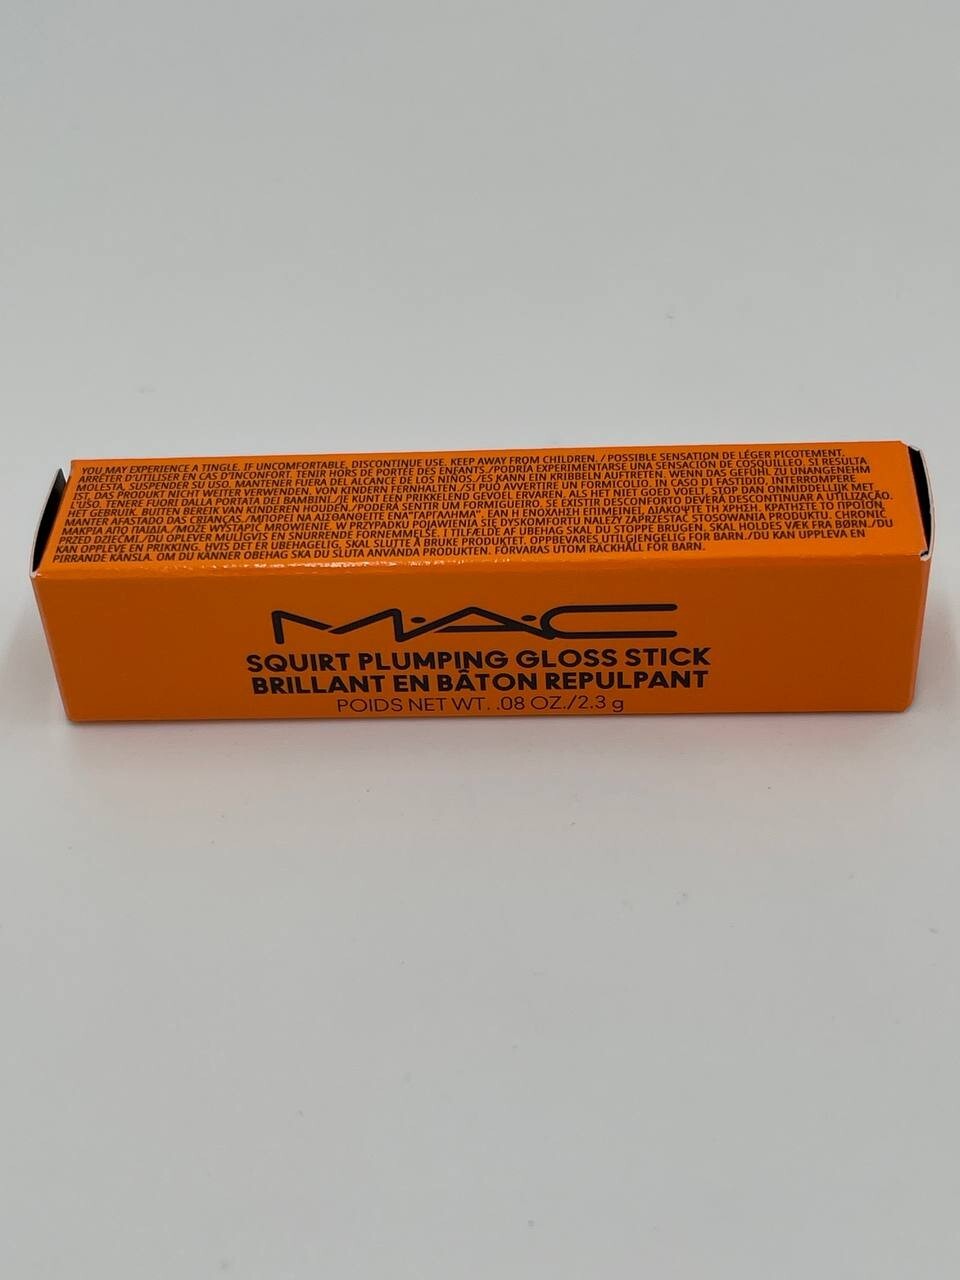 YOU MAY EXPERIENCE A TINGLE. IF UNCOMFORTABLE, DISCONTINUE USE. KEEP AWAY FROM CHILDREN. / POSSIBLE SENSATION DE LÉGER PICOTEMENT.
ARRÊTER D'UTILISER EN CAS D'INCONFORT. TENIR HORS DE PORTÉE DES ENFANTS./PODRÍA EXPERIMENTARSE UNA SENSACIÓN DE COSQUILLEO. SI RESULTA
MOLESTA, SUSPENDER SU USO. MANTENER FUERA DEL ALCANCE DE LOS NIÑOS./ES KANN EIN KRIBBELN AUFTRETEN. WENN DAS GEFÜHL ZU UNANGENEHM
IST, DAS PRODUKT NICHT WEITER VERWENDEN. VON KINDERN FERNHALTEN./SI PUÒ AVVERTIRE UN FORMICOLIO. IN CASO DI FASTIDIO, INTERROMPERE
L'USO. TENERE FUORI DALLA PORTATA DEI BAMBINI./JE KUNT EEN PRIKKELEND GEVOEL ERVAREN. ALS HET NIET GOED VOELT, STOP DAN ONMIDDELLIJK MET
HET GEBRUIK. BUITEN BEREIK VAN KINDEREN HOUDEN./PODERÁ SENTIR UM FORMIGUEIRO. SE EXISTIR DESCONFORTO DEVERÁ DESCONTINUAR A UTILIZAÇÃO.
MANTER AFASTADO DAS CRIANÇAS./ΜΠΟΡΕΙ ΝΑ ΑΙΣΘΑΝΘΕΙΤΕ ΕΝΑ "ΤΑΡΓΑΛΗΜΑ". ΕΑΝ Η ΕΝΟΧΛΗΣΗ ΕΠΙΜΕΙΝΕΙ, ΔΙΑΚΟΨΤΕ ΤΗ ΧΡΗΣΗ. ΚΡΑΤΗΣΤΕ ΤΟ ΠΡΟΪΟΝ
ΜΑΚΡΙΑ ΑΠΟ ΠΑΙΔΙΑ./MOŻE WYSTĄPIĆ MROWIENIE. W PRZYPADKU POJAWIENIA SIĘ DYSKOMFORTU NALEŻY ZAPRZESTAĆ STOSOWANIA PRODUKTU. CHRONIĆ
PRZED DZIEĆMI./DU OPLEVER MULIGVIS EN SNURRENDE FORNEMMELSE. I TILFÆLDE AF UBEHAG SKAL DU STOPPE BRUGEN. SKAL HOLDES VÆK FRA BØRN./DU
KAN OPPLEVE EN PRIKKING. HVIS DET ER UBEHAGELIG, SKAL SLUTTE Å BRUKE PRODUKTET. OPPBEVARES UTILGJENGELIG FOR BARN./DU KAN UPPLEVA EN
PIRRANDE KÄNSLA. OM DU KÄNNER OBEHAG SKA DU SLUTA ANVÄNDA PRODUKTEN. FÖRVARAS UTOM RÄCKHÅLL FÖR BARN.
M·A·C
SQUIRT PLUMPING GLOSS STICK
BRILLANT EN BÂTON REPULPANT
POIDS NET WT. .08 OZ./2.3 g